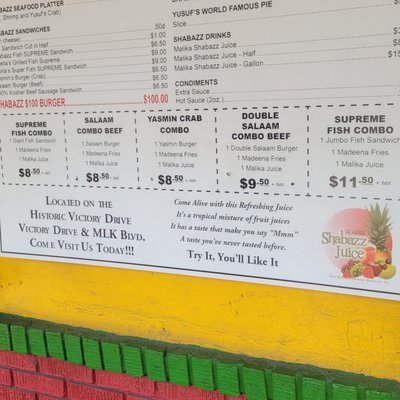 SHABAZZ SEAFOOD PLATTER
, Shrimp and Yusuf's Crab)
SANDWICHES
cheese)
50¢
Sandwich Cut in Half
$1.00
Shabazz Fish SUPREME Sandwich
$6.50
Grilled Fish Supreme
$9.00
Super Fish SUPREME Sandwich
$6.50
Yasmin's Burger (Crab)
$6.50
Salaam Burger (Beef)
$6.50
Kosher Beef Sausage Sandwich
$6.50
SHABAZZ $100 BURGER
$100.00
YUSUF'S WORLD FAMOUS PIE
Slice
SHABAZZ DRINKS
Malika Shabazz Juice
Malika Shabazz Juice - Half
Malika Shabazz Juice - Gallon
CONDIMENTS
Extra Sauce
Hot Sauce (2oz.)
SUPREME
FISH COMBO
1 Giant Fish Sandwich
1 Madeena Fries
1 Malika Juice
$8.50 + tax
SALAAM
COMBO BEEF
1 Salaam Burger
1 Madeena Fries
1 Malika Juice
$8.50 + tax
YASMIN CRAB
COMBO
1 Yasmin Burger
1 Madeena Fries
1 Malika Juice
$8.50 + tax
DOUBLE
SALAAM
COMBO BEEF
1 Double Salaam Burger
1 Madeena Fries
1 Malika Juice
$9.50 + tax
SUPREME
FISH COMBO
1 Jumbo Fish Sandwich
1 Madeena Fries
1 Malika Juice
$11.50 + tax
LOCATED ON THE
HISTORIC VICTORY DRIVE
VICTORY DRIVE & MLK BLVD.
COME VISIT US TODAY!!!
Come Alive with this Refreshing Juice
It's a tropical mixture of fruit juices
It has a taste that make you say "Mmm"
A taste you've never tasted before.
Try It, You'll Like It
Shabazz
Juice